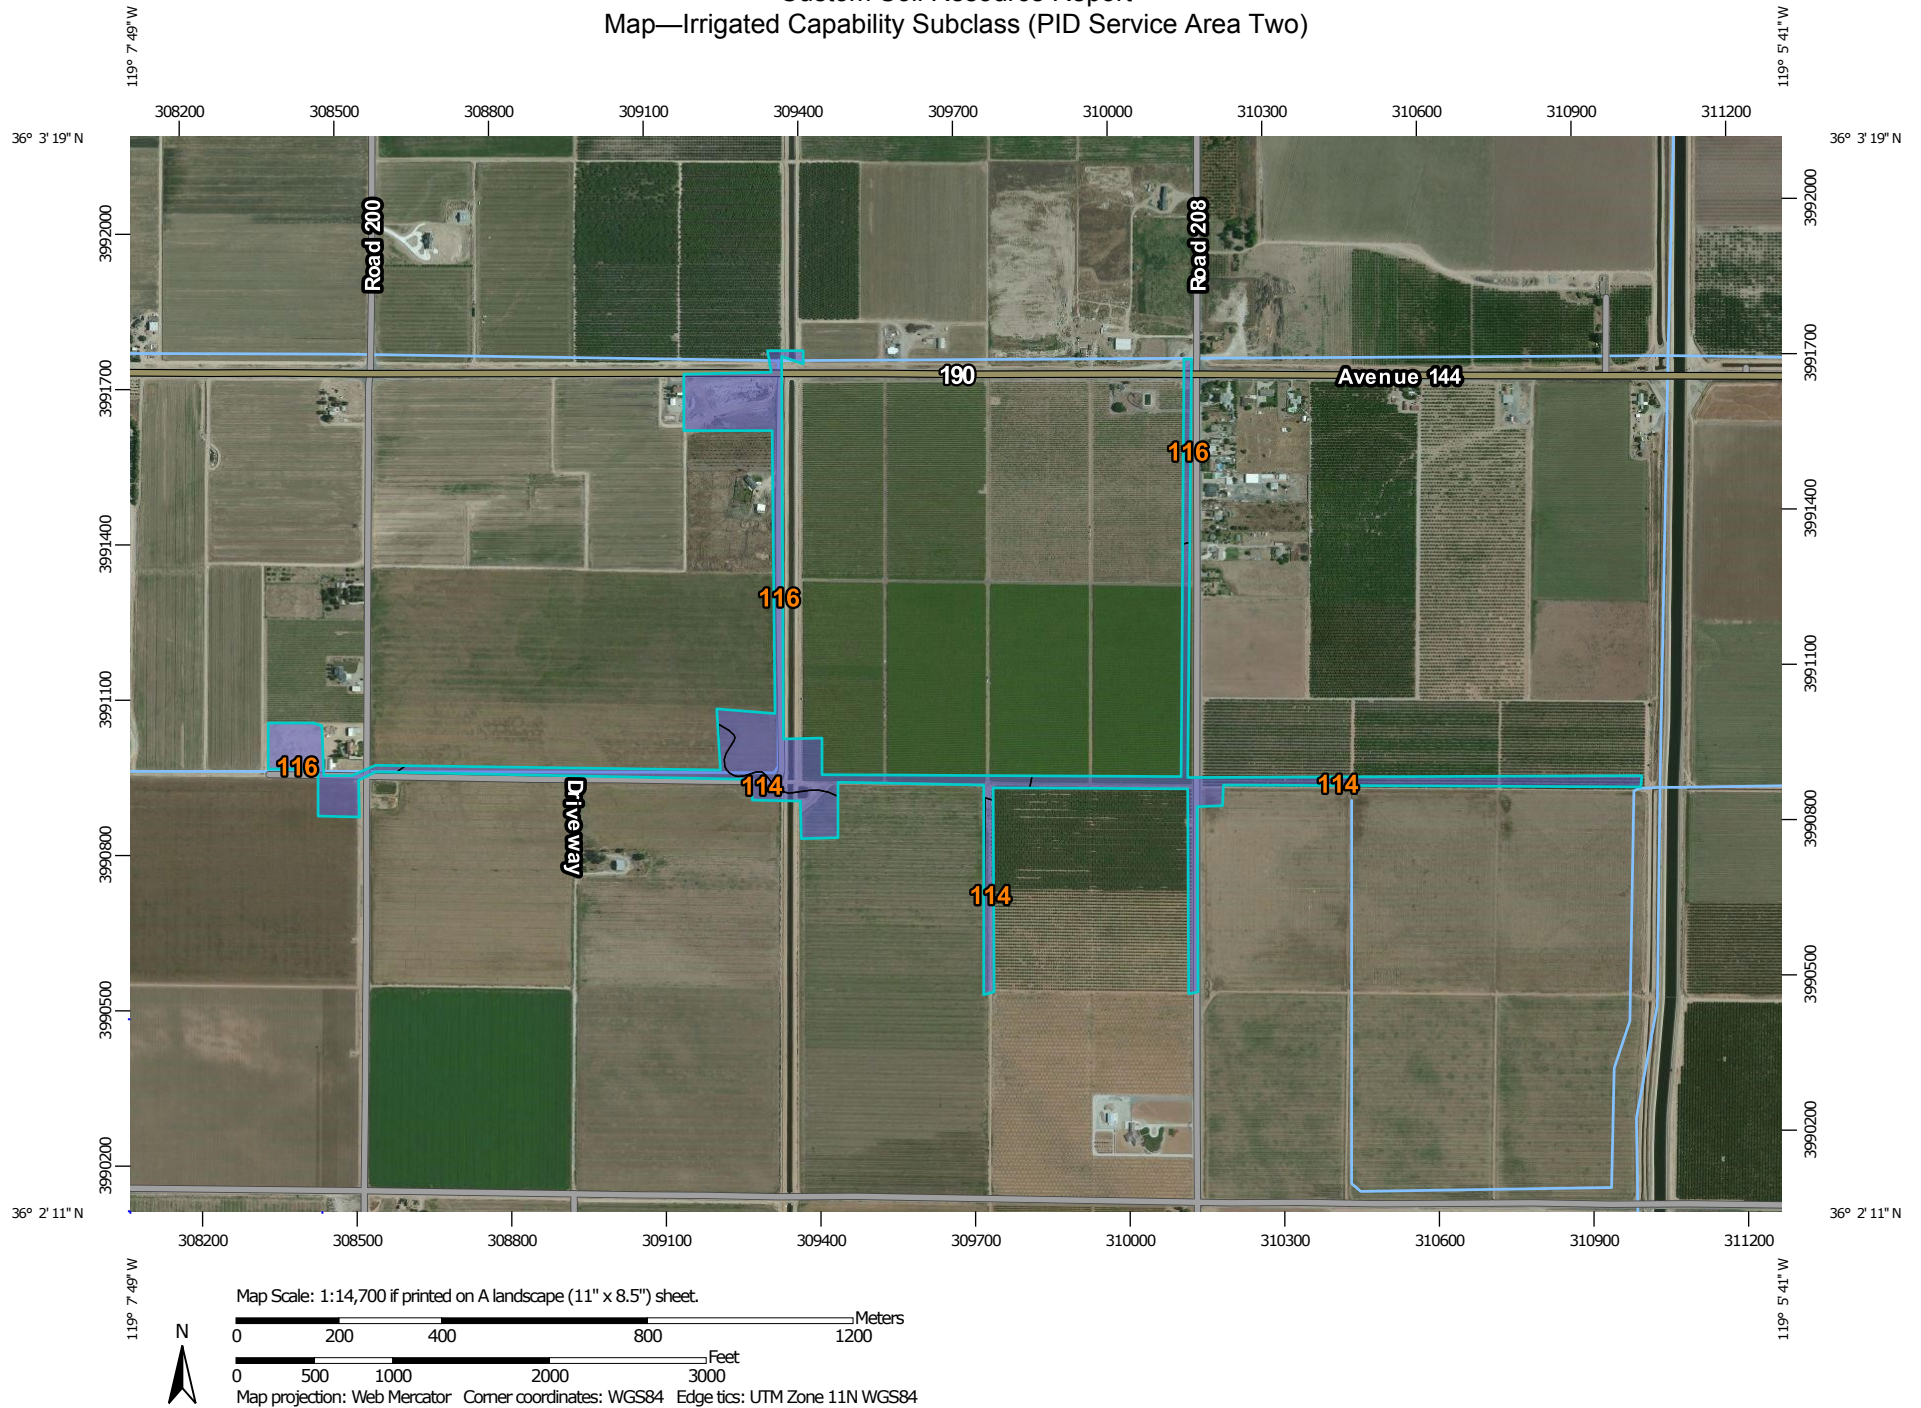 Custom Soil Resource Report
Map—Irrigated Capability Subclass (PID Service Area Two)
119° 7' 49'' W
119° 5' 41'' W
308200 308500 308800 309100 309400 309700 310000 310300 310600 310900 311200
36° 3' 19'' N
36° 3' 19'' N
3992000
3991700
3991400
3991100
3990800
3990500
3990200
3992000
3991700
3991400
3991100
3990800
3990500
3990200
Road 200
Road 208
190
Avenue 144
116
116
116
114
114
Driveway
114
36° 2' 11'' N
36° 2' 11'' N
308200 308500 308800 309100 309400 309700 310000 310300 310600 310900 311200
119° 7' 49'' W
119° 5' 41'' W
Map Scale: 1:14,700 if printed on A landscape (11" x 8.5") sheet.
Meters
0 200 400 800 1200
Feet
0 500 1000 2000 3000
N
Map projection: Web Mercator Corner coordinates: WGS84 Edge tics: UTM Zone 11N WGS84